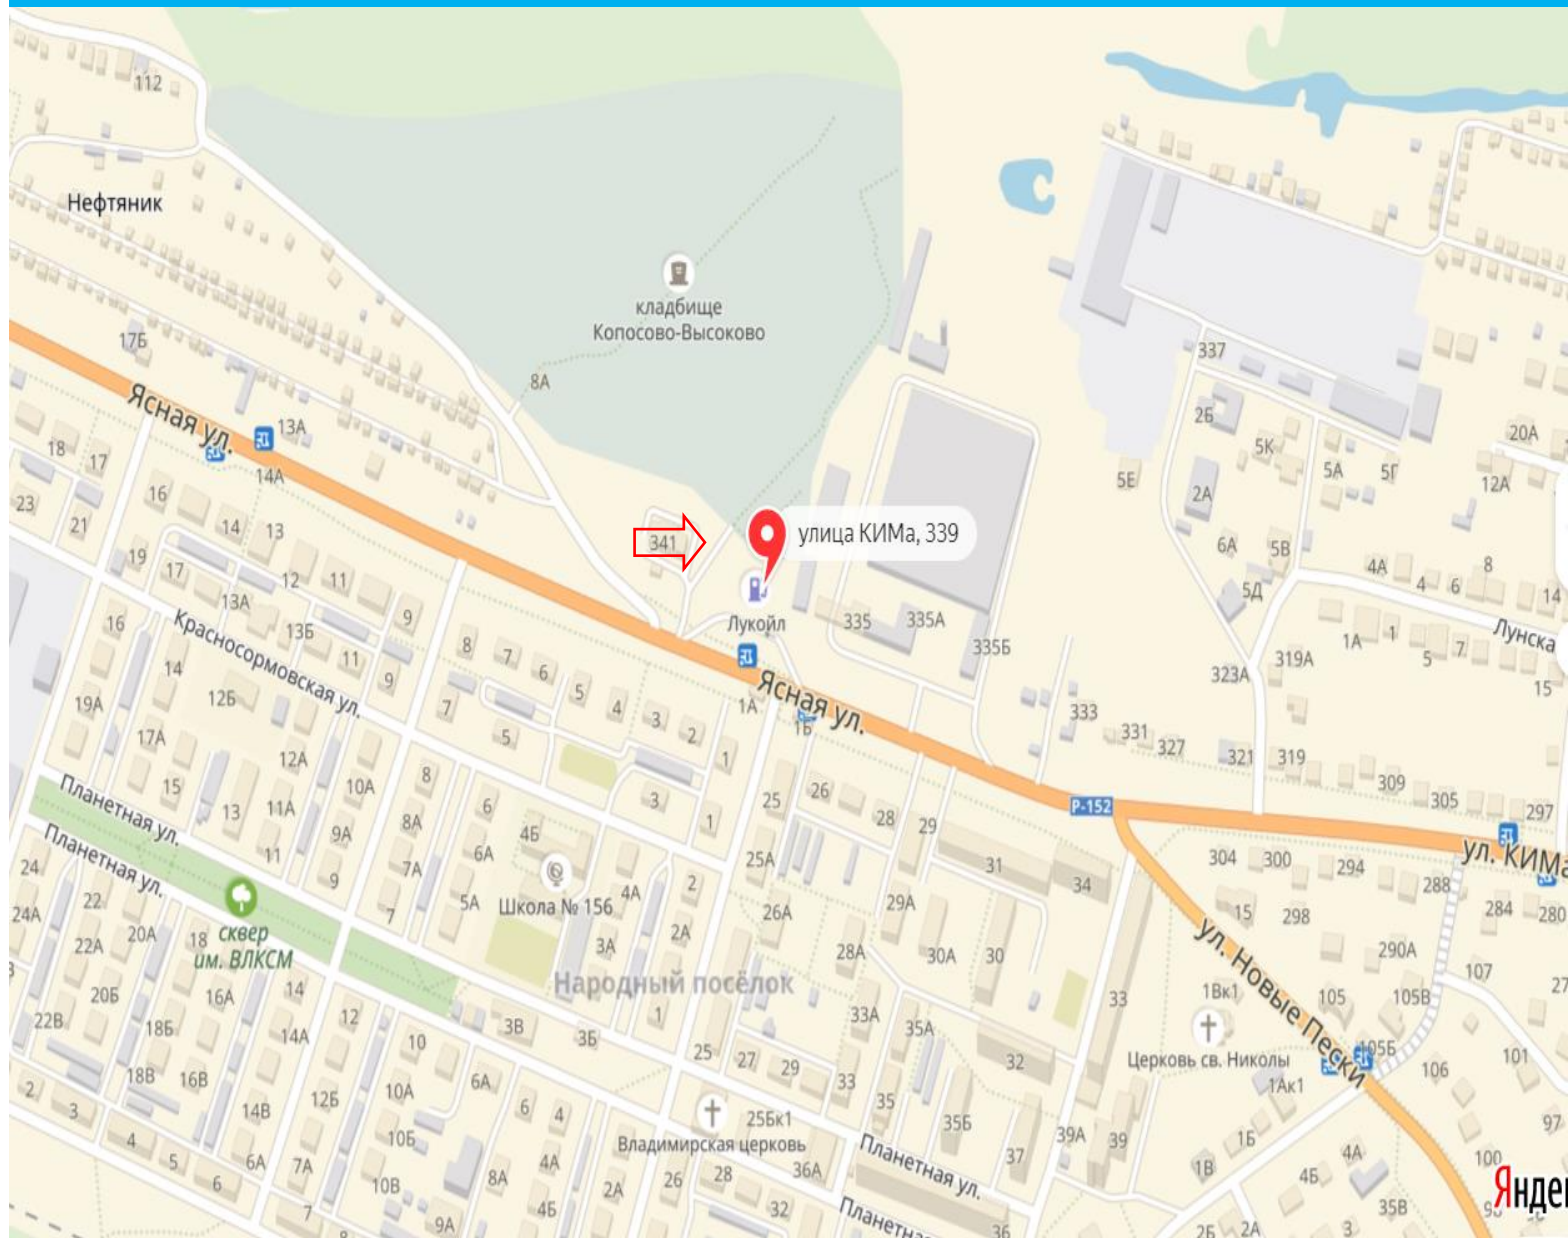 112
Нефтяник
кладбище
Копосово-Высоково
8А
17Б
Ясная ул.
13А
14А
18
17
23
21
16
14
13
19
17
12
11
13А
13Б
11
9
9
16
14
Красносормовская ул.
12Б
19А
17А
15
13
12А
11А
10А
9А
11
9
8
8А
7А
7
341
улица КИМа, 339
Лукойл
335
335А
335Б
337
2Б
5К
5А
5Г
20А
12А
5Е
2А
6А
5В
5Д
4А
4
6
8
14
1А
1
5
7
Лунска
15
319А
323А
333
331
327
321
319
309
305
297
8
7
6
5
4
3
2
1
7
5
3
1
1А
1Б
Ясная ул.
Р-152
ул. КИМа
25
26
28
29
31
34
304
300
294
288
284
280
6
4Б
6А
5А
Школа № 156
4А
3А
2
2А
1
25А
26А
29А
28А
30А
30
33
15
298
290А
107
27
ул. Новые Пески
1Вк1
105
105В
105Б
Церковь св. Николы
1Ак1
106
101
97
100
Планетная ул.
Планетная ул.
24
24А
22
22А
20А
20Б
22В
18
сквер
им. ВЛКСМ
16А
18Б
18В
16В
14
14А
14В
12
12Б
10
10А
10Б
10В
Народный посёлок
3В
3Б
25
27
29
33
33А
35А
35
35Б
32
37
39А
39
6А
6
4
4А
4Б
8А
9А
2А
26
28
32
25Бк1
Владимирская церковь
36А
Планетная ул.
36
2
3
4
5
6
6А
7А
7
8
1В
1Б
4Б
4А
35В
2Б
2А
3
Яндек